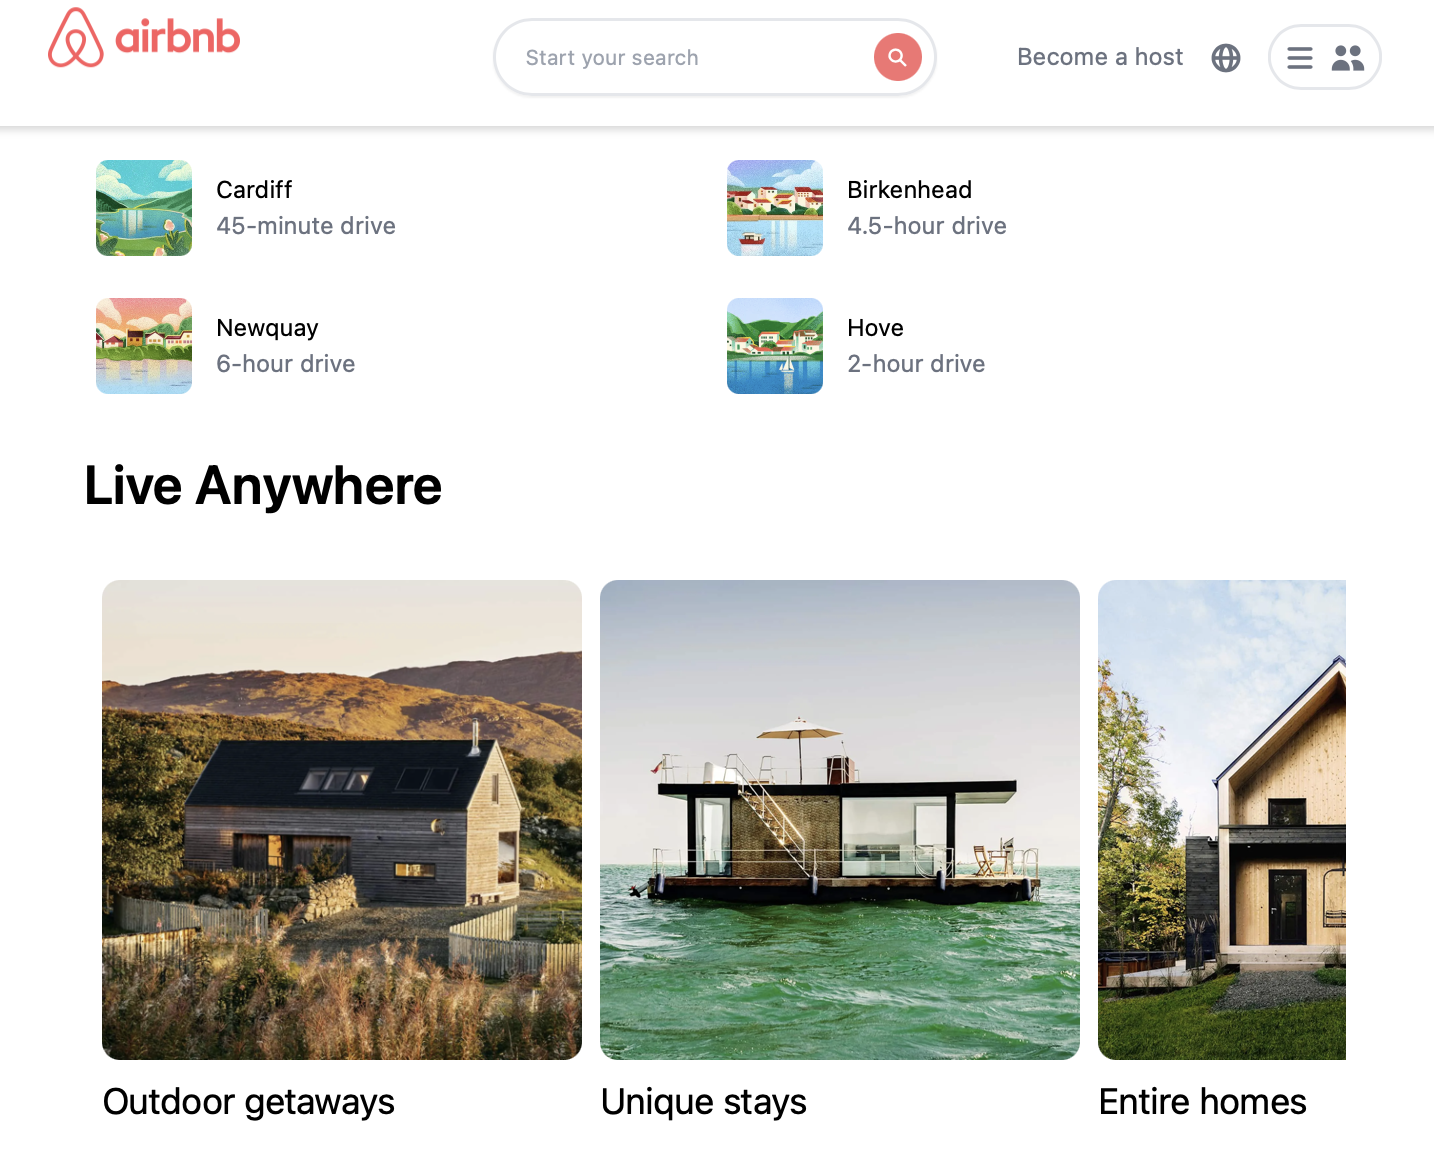 airbnb
Start your search
Become a host
Cardiff
45-minute drive
Birkenhead
4.5-hour drive
Newquay
6-hour drive
Hove
2-hour drive
Live Anywhere
Outdoor getaways
Unique stays
Entire homes